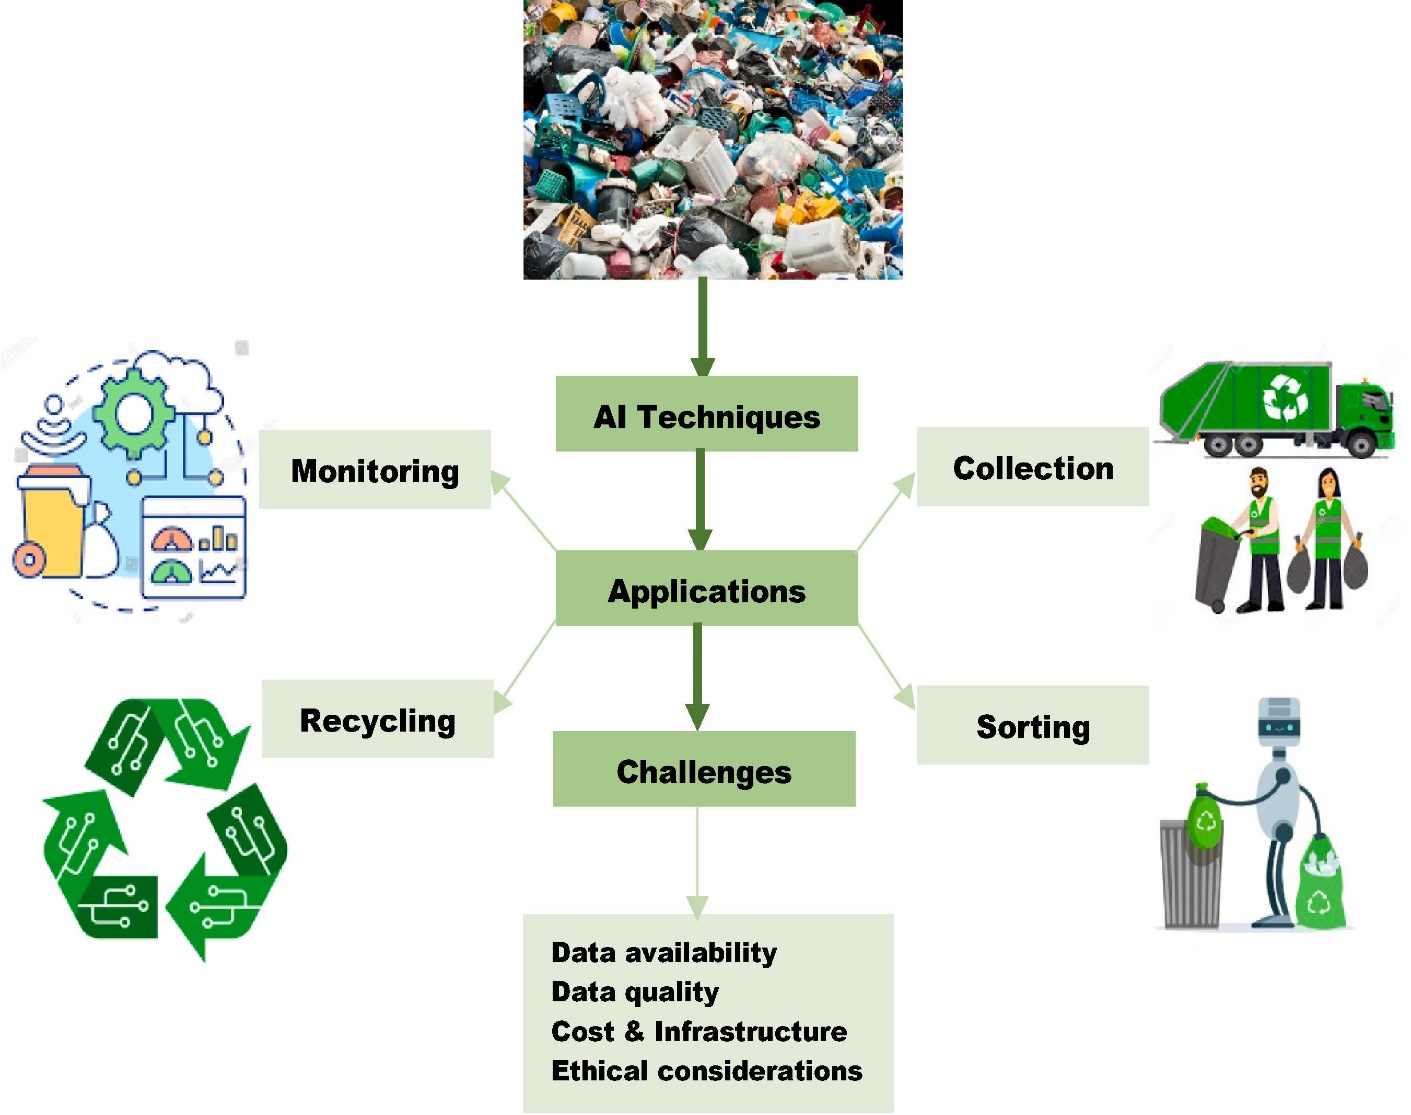 AI Techniques
Monitoring
Collection
Applications
Recycling
Sorting
Challenges
Data availability
Data quality
Cost & Infrastructure
Ethical considerations